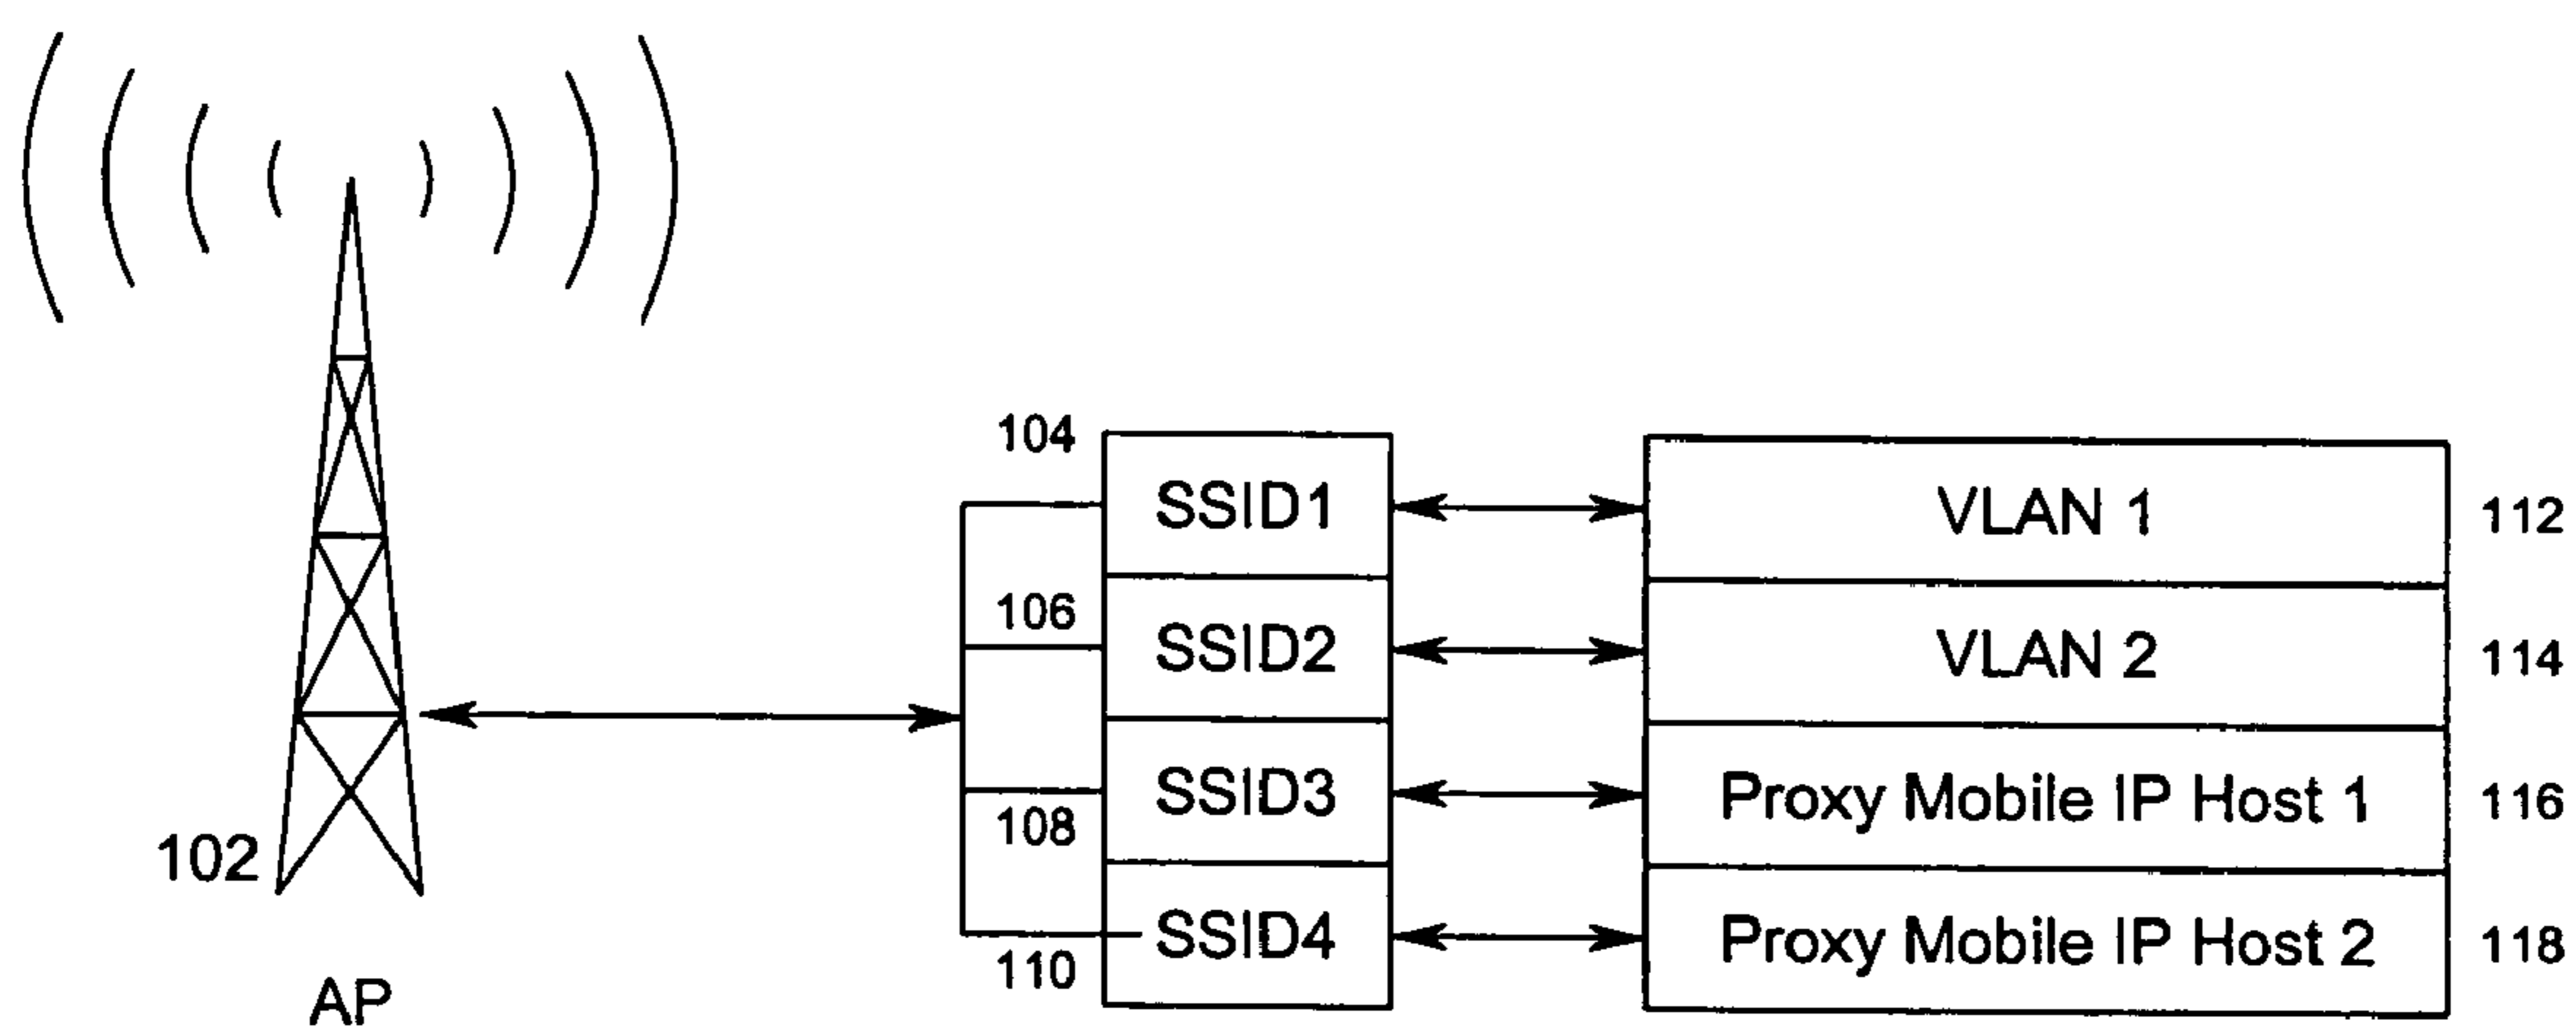 104
SSID1
VLAN 1
112
106
SSID2
VLAN 2
114
108
SSID3
Proxy Mobile IP Host 1
116
102
110
SSID4
Proxy Mobile IP Host 2
118
AP